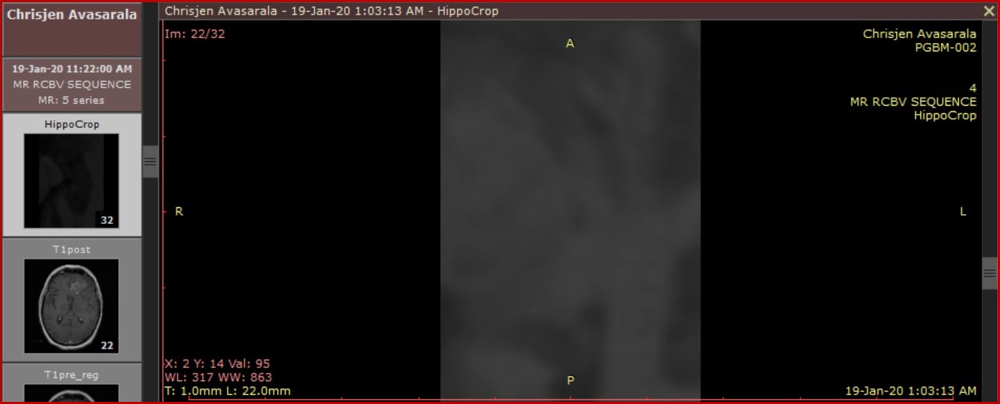 Chrisjen Avasarala
19-Jan-20 11:22:00 AM
MR RCBV SEQUENCE
MR: 5 series
HippoCrop
32
T1post
22
T1pre_reg
Chrisjen Avasarala - 19-Jan-20 1:03:13 AM - HippoCrop
Im: 22/32
A
Chrisjen Avasarala
PGBM-002
4
MR RCBV SEQUENCE
HippoCrop
R
L
X: 2 Y: 14 Val: 95
WL: 317 WW: 863
T: 1.0mm L: 22.0mm
P
19-Jan-20 1:03:13 AM